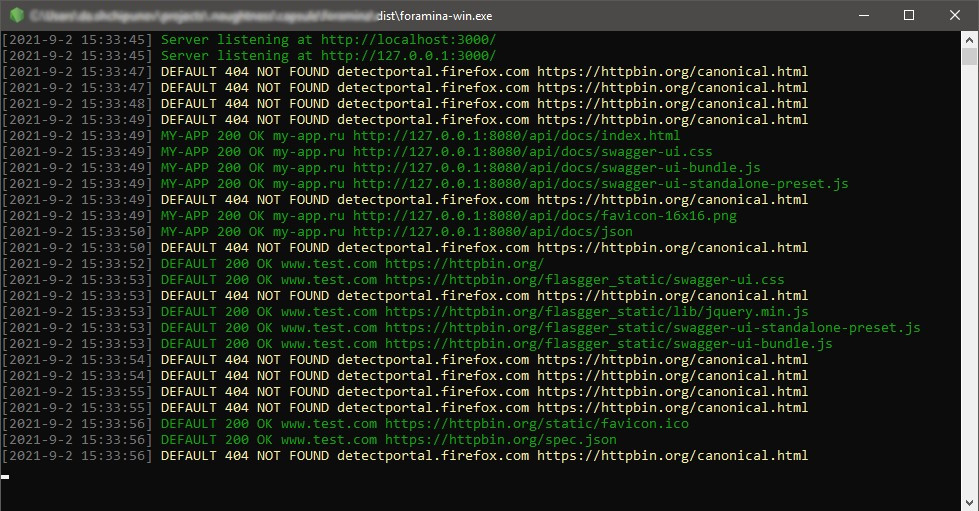 dist\foramina-win.exe
[2021-9-2 15:33:45] Server listening at http://localhost:3000/
[2021-9-2 15:33:45] Server listening at http://127.0.0.1:3000/
[2021-9-2 15:33:47] DEFAULT 404 NOT FOUND detectportal.firefox.com https://httpbin.org/canonical.html
[2021-9-2 15:33:47] DEFAULT 404 NOT FOUND detectportal.firefox.com https://httpbin.org/canonical.html
[2021-9-2 15:33:48] DEFAULT 404 NOT FOUND detectportal.firefox.com https://httpbin.org/canonical.html
[2021-9-2 15:33:49] DEFAULT 404 NOT FOUND detectportal.firefox.com https://httpbin.org/canonical.html
[2021-9-2 15:33:49] MY-APP 200 OK my-app.ru http://127.0.0.1:8080/api/docs/index.html
[2021-9-2 15:33:49] MY-APP 200 OK my-app.ru http://127.0.0.1:8080/api/docs/swagger-ui.css
[2021-9-2 15:33:49] MY-APP 200 OK my-app.ru http://127.0.0.1:8080/api/docs/swagger-ui-bundle.js
[2021-9-2 15:33:49] MY-APP 200 OK my-app.ru http://127.0.0.1:8080/api/docs/swagger-ui-standalone-preset.js
[2021-9-2 15:33:49] DEFAULT 404 NOT FOUND detectportal.firefox.com https://httpbin.org/canonical.html
[2021-9-2 15:33:49] MY-APP 200 OK my-app.ru http://127.0.0.1:8080/api/docs/favicon-16x16.png
[2021-9-2 15:33:50] MY-APP 200 OK my-app.ru http://127.0.0.1:8080/api/docs/json
[2021-9-2 15:33:50] DEFAULT 404 NOT FOUND detectportal.firefox.com https://httpbin.org/canonical.html
[2021-9-2 15:33:52] DEFAULT 200 OK www.test.com https://httpbin.org/
[2021-9-2 15:33:53] DEFAULT 200 OK www.test.com https://httpbin.org/flasgger_static/swagger-ui.css
[2021-9-2 15:33:53] DEFAULT 404 NOT FOUND detectportal.firefox.com https://httpbin.org/canonical.html
[2021-9-2 15:33:53] DEFAULT 200 OK www.test.com https://httpbin.org/flasgger_static/lib/jquery.min.js
[2021-9-2 15:33:53] DEFAULT 200 OK www.test.com https://httpbin.org/flasgger_static/swagger-ui-standalone-preset.js
[2021-9-2 15:33:53] DEFAULT 200 OK www.test.com https://httpbin.org/flasgger_static/swagger-ui-bundle.js
[2021-9-2 15:33:54] DEFAULT 404 NOT FOUND detectportal.firefox.com https://httpbin.org/canonical.html
[2021-9-2 15:33:54] DEFAULT 404 NOT FOUND detectportal.firefox.com https://httpbin.org/canonical.html
[2021-9-2 15:33:55] DEFAULT 404 NOT FOUND detectportal.firefox.com https://httpbin.org/canonical.html
[2021-9-2 15:33:55] DEFAULT 404 NOT FOUND detectportal.firefox.com https://httpbin.org/canonical.html
[2021-9-2 15:33:56] DEFAULT 200 OK www.test.com https://httpbin.org/static/favicon.ico
[2021-9-2 15:33:56] DEFAULT 200 OK www.test.com https://httpbin.org/spec.json
[2021-9-2 15:33:56] DEFAULT 404 NOT FOUND detectportal.firefox.com https://httpbin.org/canonical.html